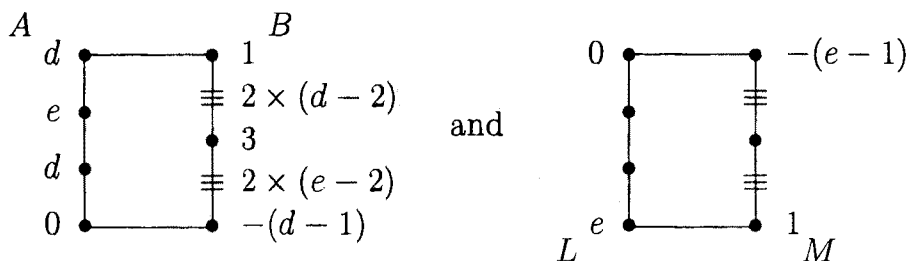 A B
d 1 0 −(e − 1)
2 × (d − 2)
e
3 and
d
2 × (e − 2)
0 −(d − 1) e 1
L M